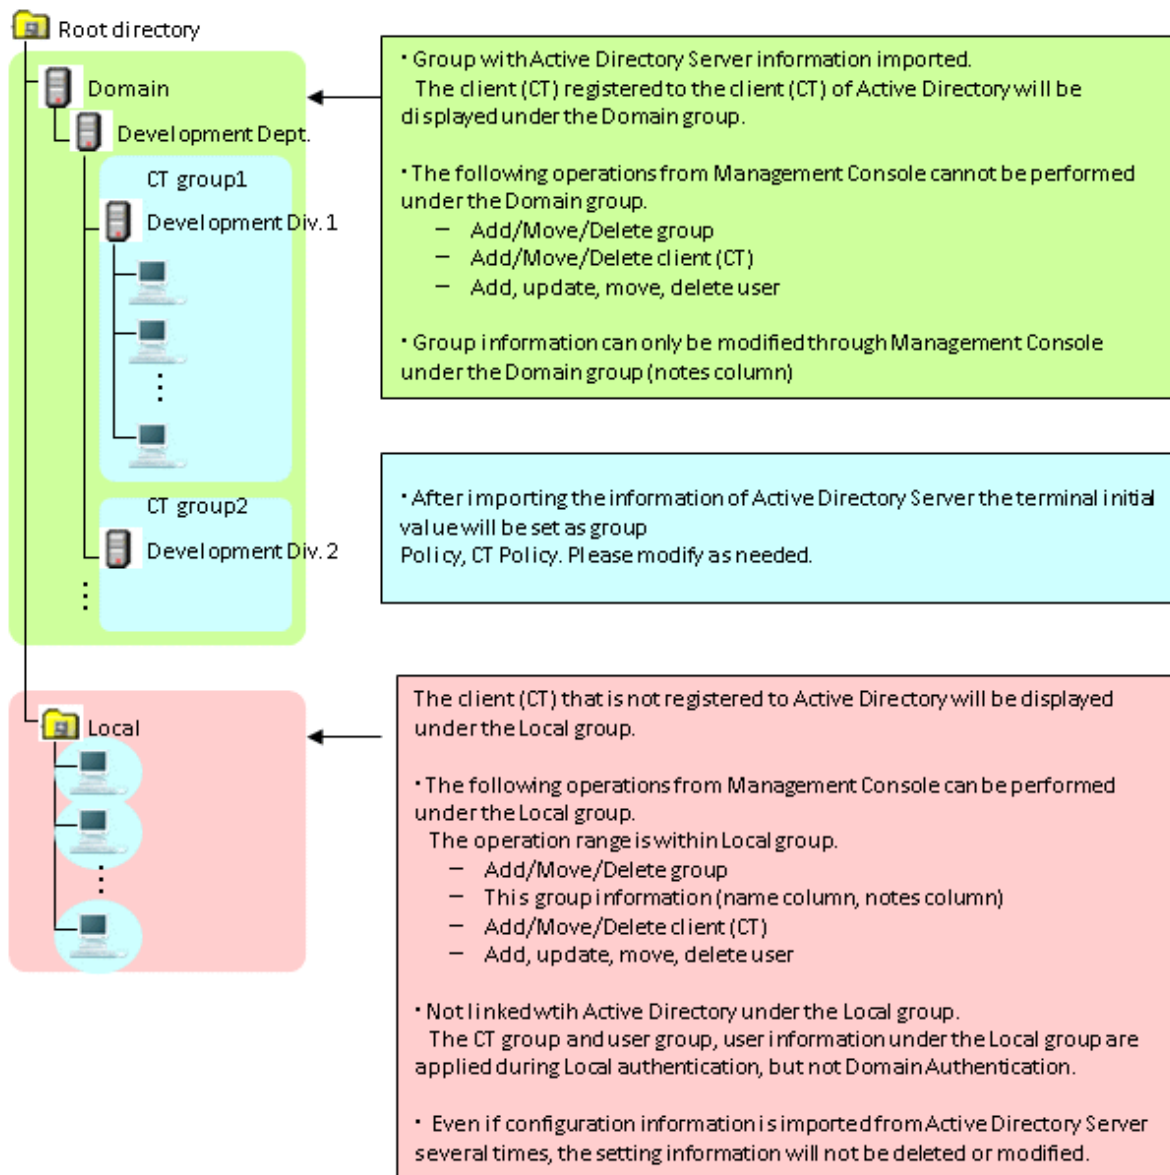 Root directory
Domain
Development Dept.
CT group1
Development Div. 1
CT group2
Development Div. 2
Local
・Group with Active Directory Server information imported.
The client (CT) registered to the client (CT) of Active Directory will be
displayed under the Domain group.
・The following operations from Management Console cannot be performed
under the Domain group.
– Add/Move/Delete group
– Add/Move/Delete client (CT)
– Add, update, move, delete user
・Group information can only be modified through Management Console
under the Domain group (notes column)
・After importing the information of Active Directory Server the terminal initial
value will be set as group
Policy, CT Policy. Please modify as needed.
The client (CT) that is not registered to Active Directory will be displayed
under the Local group.
・The following operations from Management Console can be performed
under the Local group.
The operation range is within Local group.
– Add/Move/Delete group
– This group information (name column, notes column)
– Add/Move/Delete client (CT)
– Add, update, move, delete user
・Not linked wtih Active Directory under the Local group.
The CT group and user group, user information under the Local group are
applied during Local authentication, but not Domain Authentication.
・Even if configuration information is imported from Active Directory Server
several times, the setting information will not be deleted or modified.